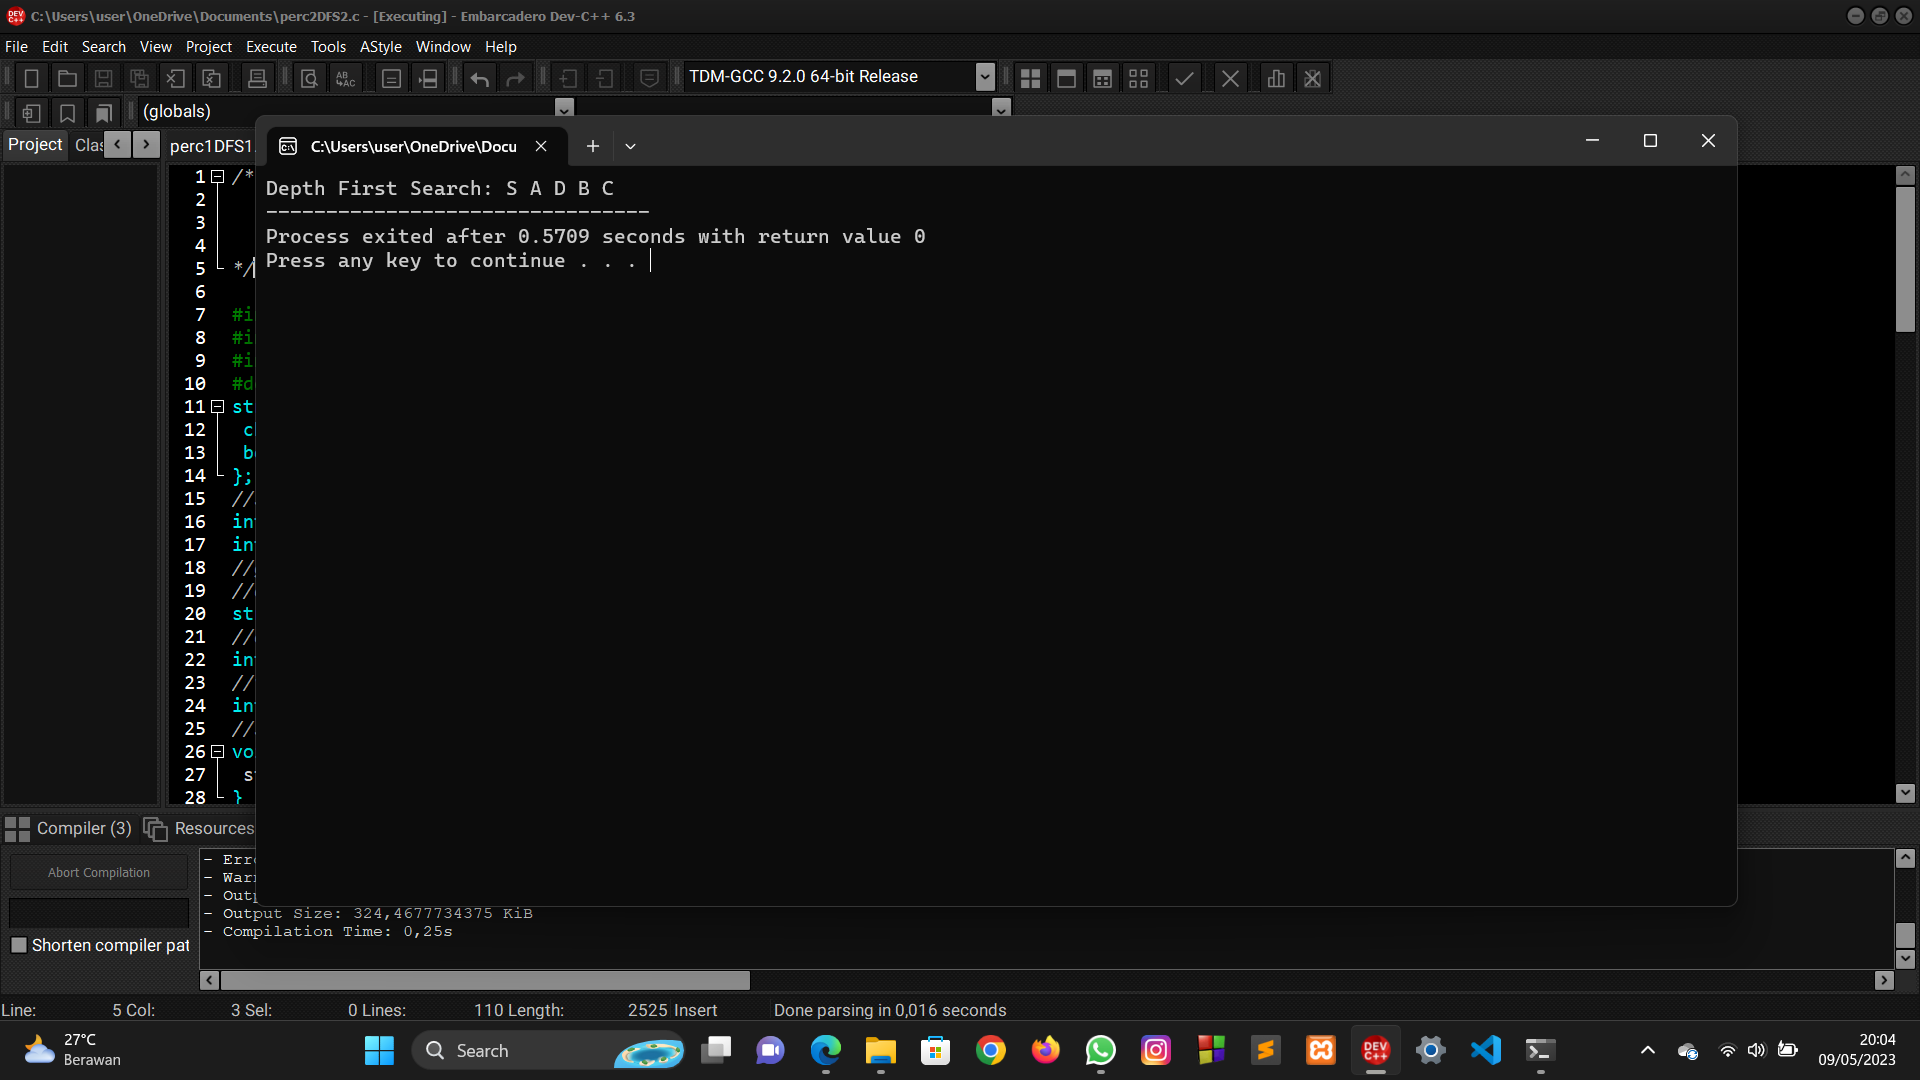 C:\Users\user\OneDrive\Documents\perc2DFS2.c - [Executing] - Embarcadero Dev-C++ 6.3
File Edit Search View Project Execute Tools AStyle Window Help
TDM-GCC 9.2.0 64-bit Release
(globals)
Project Clas perc1DFS1.
C:\Users\user\OneDrive\Docu
Depth First Search: S A D B C
--------------------------------
Process exited after 0.5709 seconds with return value 0
Press any key to continue . . .
1 /*
2
3
4
5 */
6
7 #i
8 #i
9 #i
10 #d
11 st
12 c
13 b
14 };
15 //
16 in
17 in
18 //
19 //
20 st
21 //
22 in
23 //
24 in
25 //
26 vo
27 s
28 }
Compiler (3) Resources
Abort Compilation
Shorten compiler pat
- Erro
- Warn
- Outp
- Output Size: 324,4677734375 KiB
- Compilation Time: 0,25s
Line: 5 Col: 3 Sel: 0 Lines: 110 Length: 2525 Insert Done parsing in 0,016 seconds
27°C
Berawan
Search
DEV C++
20:04
09/05/2023